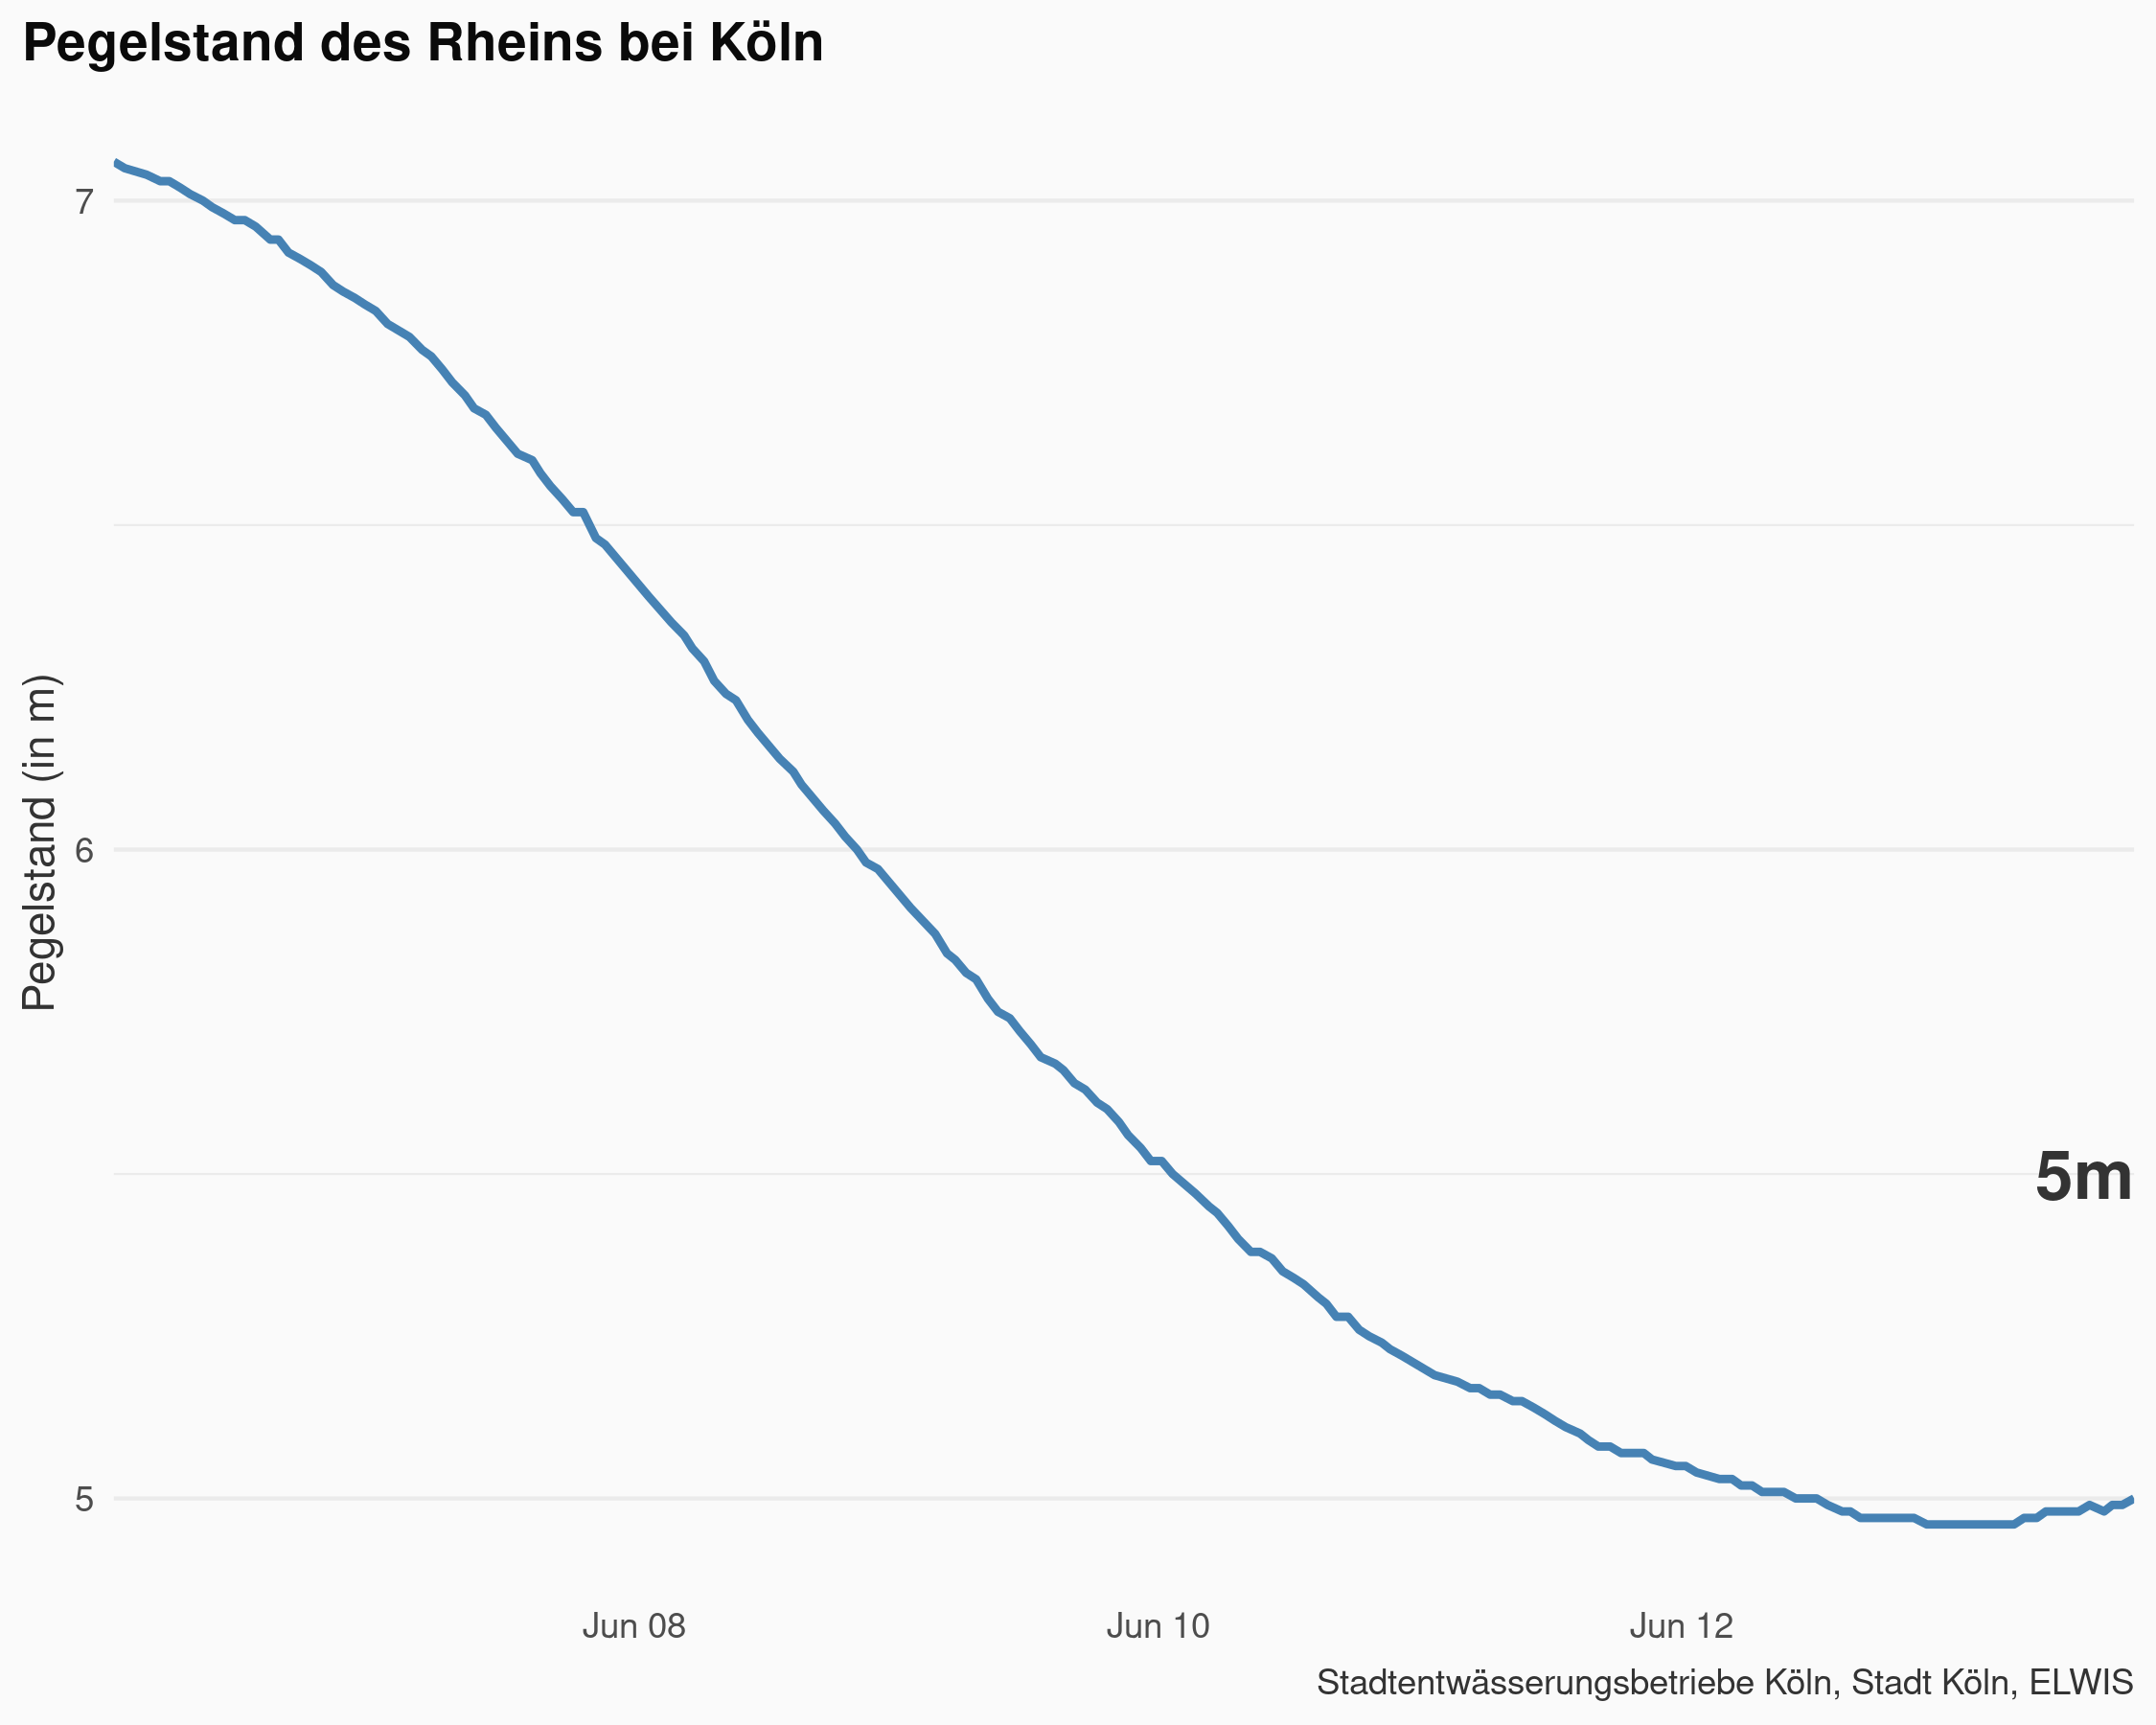 Pegelstand des Rheins bei Köln
Pegelstand (in m)
7
6
5
5m
Jun 08
Jun 10
Jun 12
Stadtentwässerungsbetriebe Köln, Stadt Köln, ELWIS